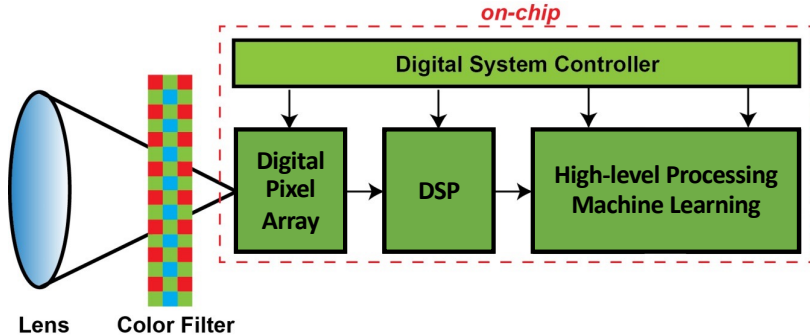 on-chip
Digital System Controller
Digital
Pixel
Array
DSP
High-level Processing
Machine Learning
Lens
Color Filter